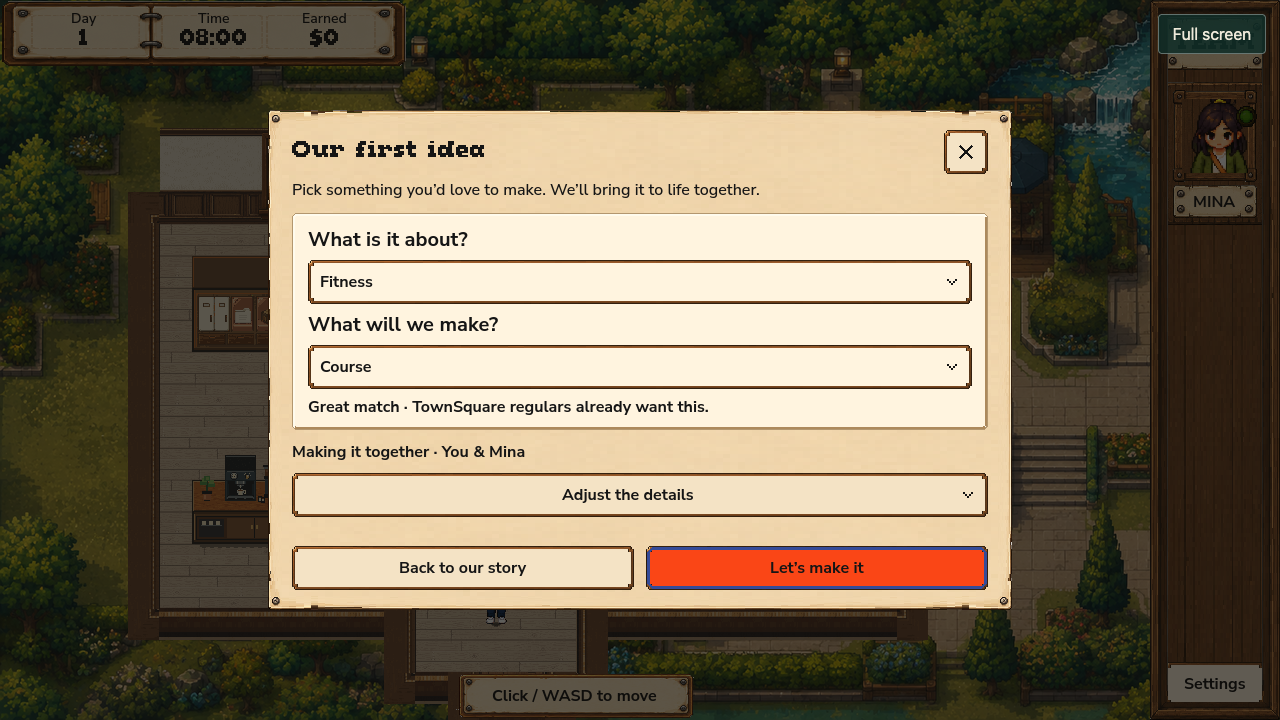 Day
1
Time
08:00
Earned
$0
Full screen
MINA
Our first idea
Pick something you’d love to make. We’ll bring it to life together.
What is it about?
Fitness
What will we make?
Course
Great match · TownSquare regulars already want this.
Making it together · You & Mina
Adjust the details
Back to our story
Let’s make it
Click / WASD to move
Settings